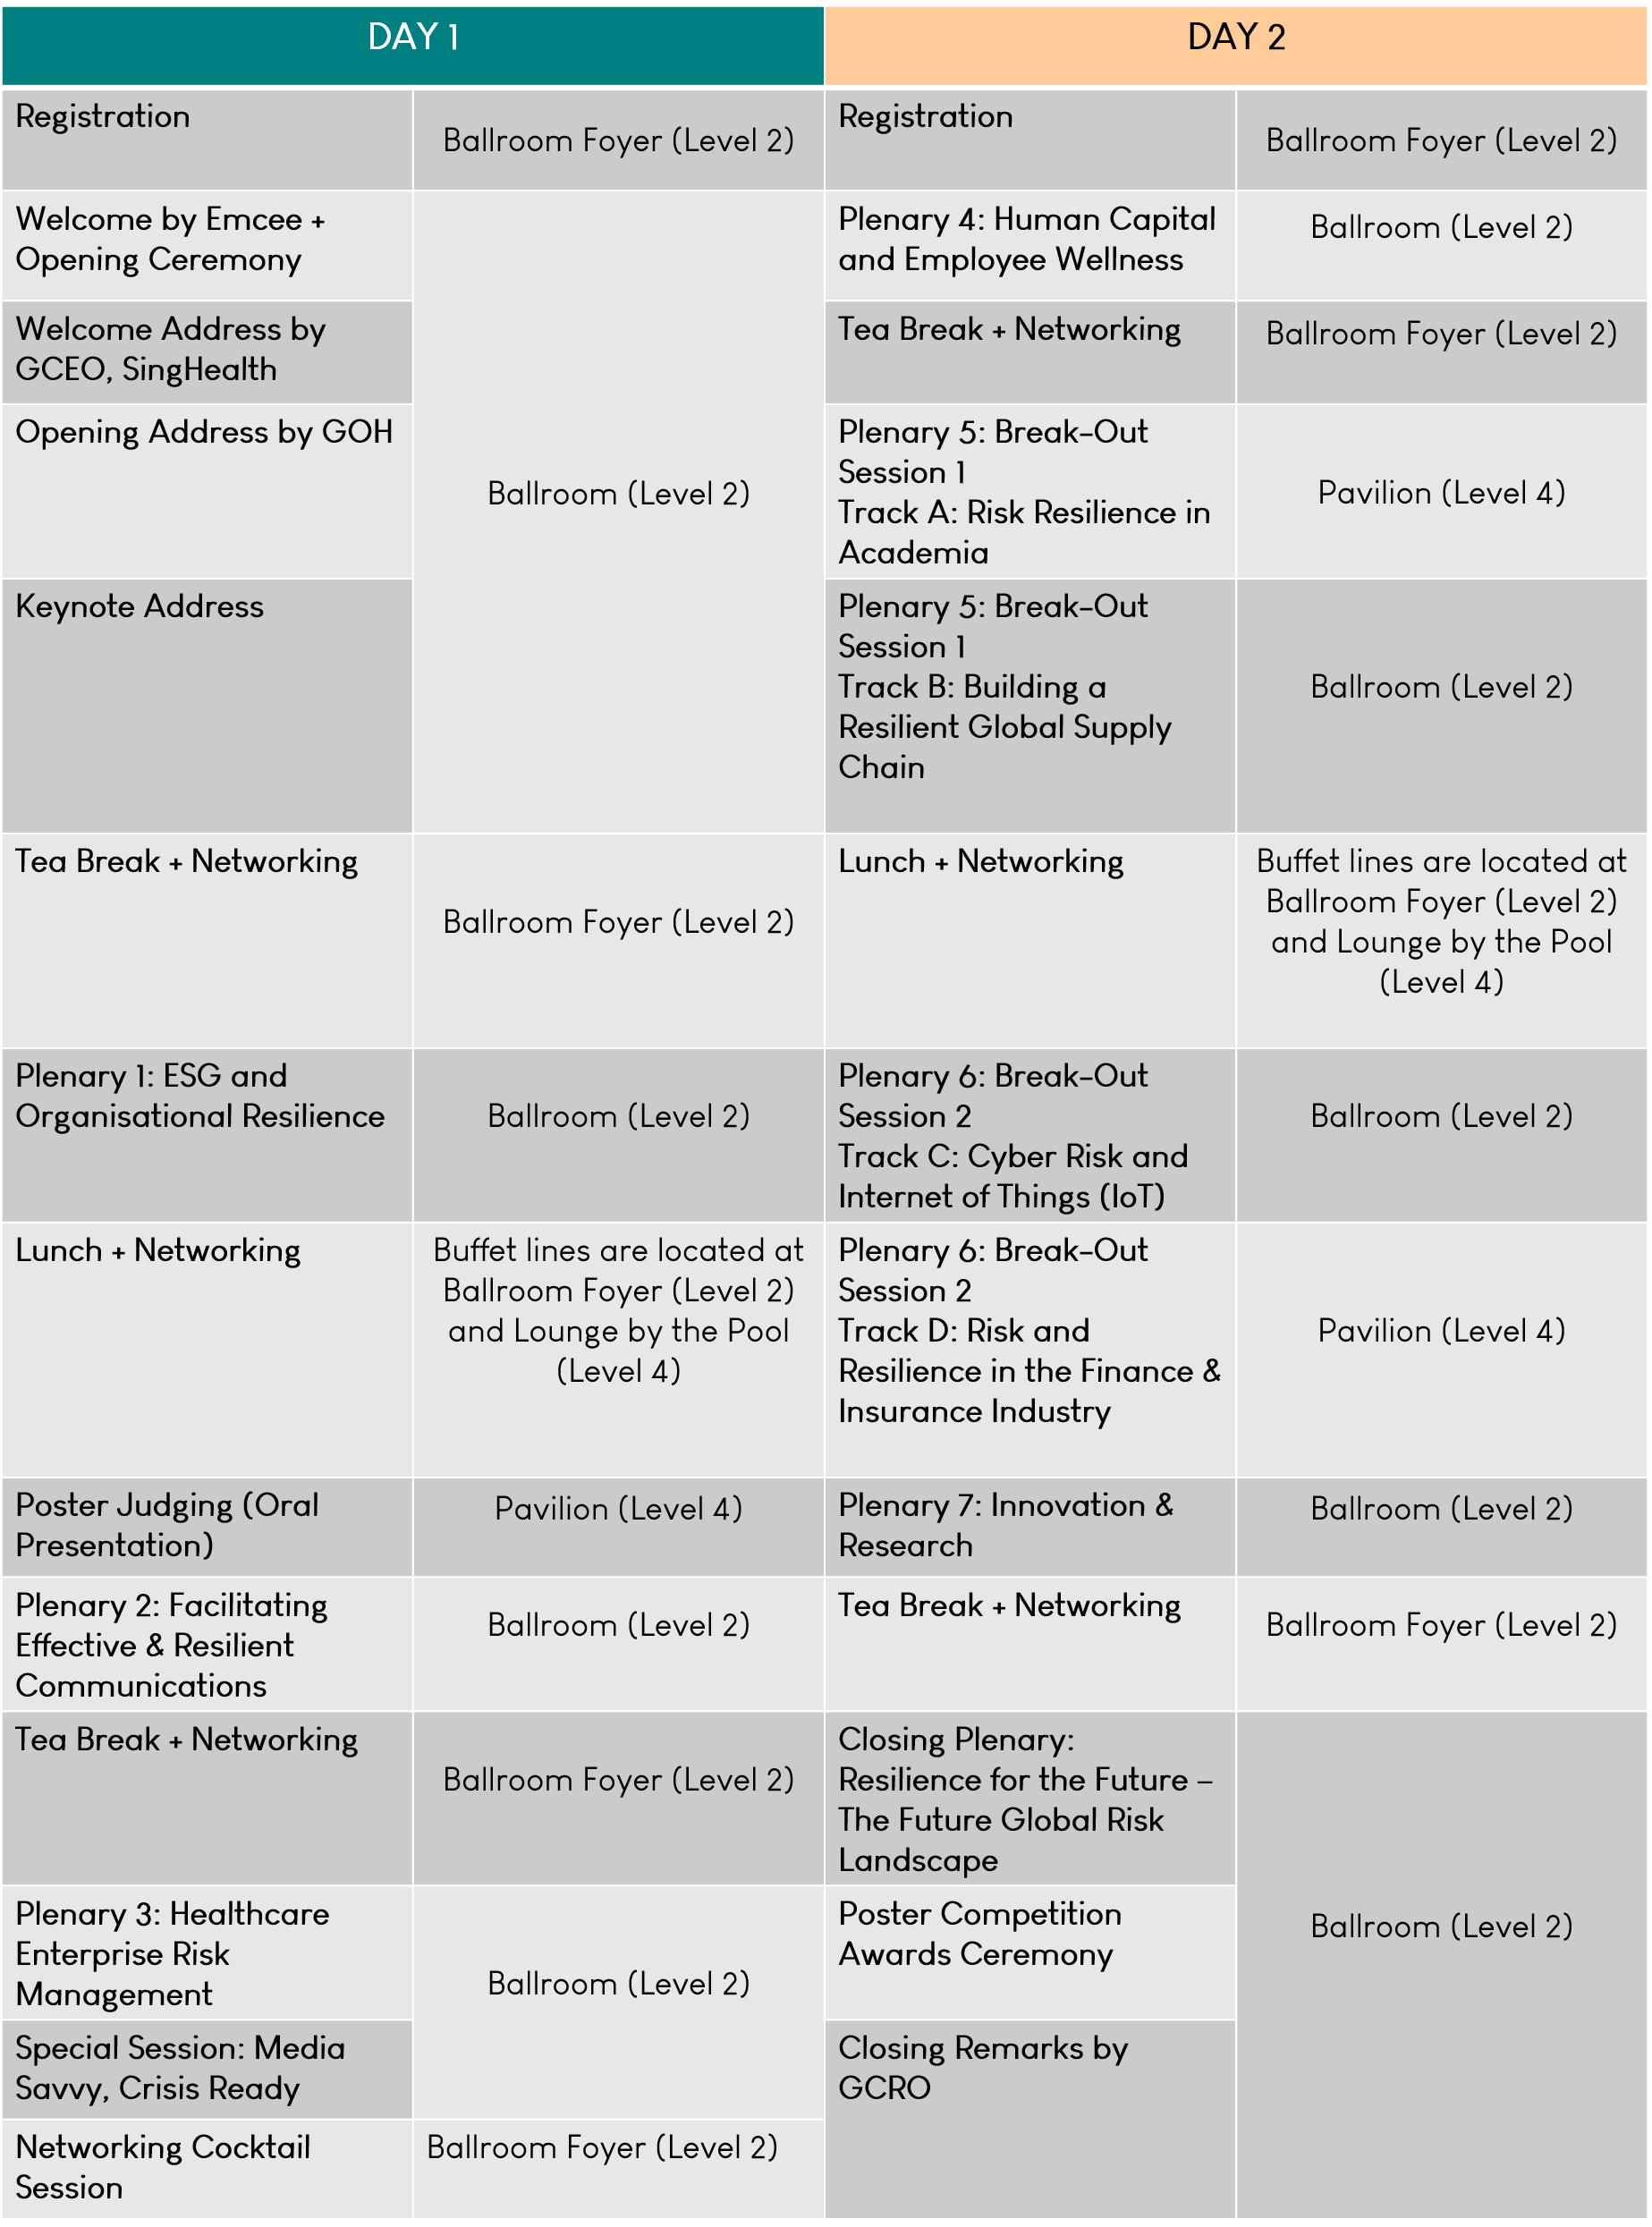 DAY 1
DAY 2
Registration
Ballroom Foyer (Level 2)
Registration
Ballroom Foyer (Level 2)
Welcome by Emcee +
Opening Ceremony
Ballroom (Level 2)
Plenary 4: Human Capital
and Employee Wellness
Ballroom (Level 2)
Welcome Address by
GCEO, SingHealth
Tea Break + Networking
Ballroom Foyer (Level 2)
Opening Address by GOH
Plenary 5: Break-Out
Session 1
Track A: Risk Resilience in
Academia
Pavilion (Level 4)
Keynote Address
Plenary 5: Break-Out
Session 1
Track B: Building a
Resilient Global Supply
Chain
Ballroom (Level 2)
Tea Break + Networking
Ballroom Foyer (Level 2)
Lunch + Networking
Buffet lines are located at
Ballroom Foyer (Level 2)
and Lounge by the Pool
(Level 4)
Plenary 1: ESG and
Organisational Resilience
Ballroom (Level 2)
Plenary 6: Break-Out
Session 2
Track C: Cyber Risk and
Internet of Things (IoT)
Ballroom (Level 2)
Lunch + Networking
Buffet lines are located at
Ballroom Foyer (Level 2)
and Lounge by the Pool
(Level 4)
Plenary 6: Break-Out
Session 2
Track D: Risk and
Resilience in the Finance &
Insurance Industry
Pavilion (Level 4)
Poster Judging (Oral
Presentation)
Pavilion (Level 4)
Plenary 7: Innovation &
Research
Ballroom (Level 2)
Plenary 2: Facilitating
Effective & Resilient
Communications
Ballroom (Level 2)
Tea Break + Networking
Ballroom Foyer (Level 2)
Tea Break + Networking
Ballroom Foyer (Level 2)
Closing Plenary:
Resilience for the Future –
The Future Global Risk
Landscape
Ballroom (Level 2)
Plenary 3: Healthcare
Enterprise Risk
Management
Ballroom (Level 2)
Poster Competition
Awards Ceremony
Special Session: Media
Savvy, Crisis Ready
Closing Remarks by
GCRO
Networking Cocktail
Session
Ballroom Foyer (Level 2)